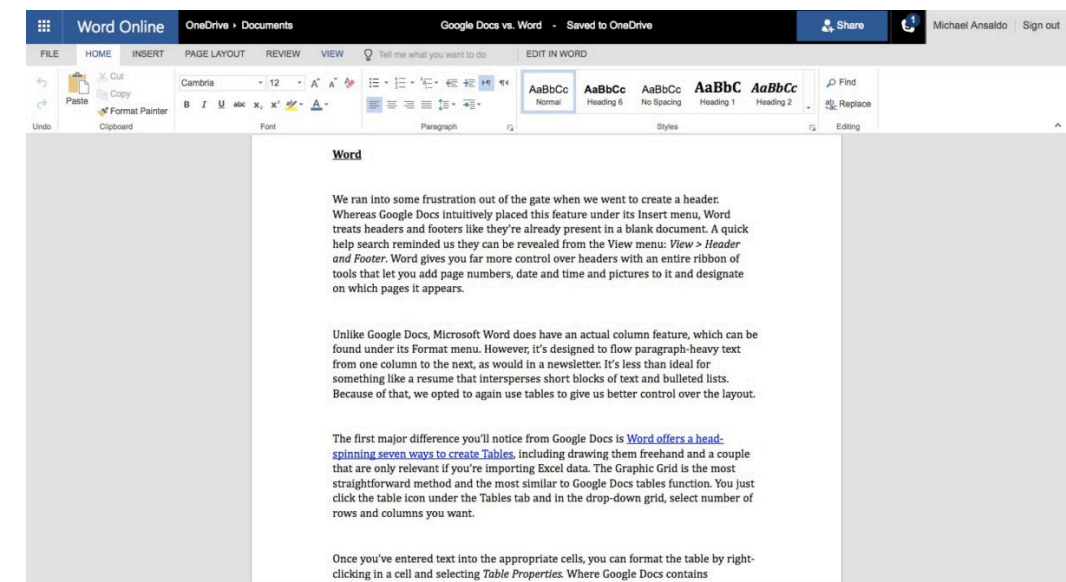 Word Online OneDrive › Documents Google Docs vs. Word - Saved to OneDrive Share 1 Michael Ansaldo Sign out
FILE HOME INSERT PAGE LAYOUT REVIEW VIEW Tell me what you want to do EDIT IN WORD
Undo
Paste
Cut
Copy
Format Painter
Clipboard
Cambria 12
B I U abc x₂ x² A
Font
Paragraph
AaBbCc AaBbCc AaBbCc AaBbC AaBbCc
Normal Heading 6 No Spacing Heading 1 Heading 2
Styles
Find
Replace
Editing
Word
We ran into some frustration out of the gate when we went to create a header.
Whereas Google Docs intuitively placed this feature under its Insert menu, Word
treats headers and footers like they're already present in a blank document. A quick
help search reminded us they can be revealed from the View menu: View > Header
and Footer. Word gives you far more control over headers with an entire ribbon of
tools that let you add page numbers, date and time and pictures to it and designate
on which pages it appears.
Unlike Google Docs, Microsoft Word does have an actual column feature, which can be
found under its Format menu. However, it's designed to flow paragraph-heavy text
from one column to the next, as would in a newsletter. It's less than ideal for
something like a resume that intersperses short blocks of text and bulleted lists.
Because of that, we opted to again use tables to give us better control over the layout.
The first major difference you'll notice from Google Docs is Word offers a head-
spinning seven ways to create Tables, including drawing them freehand and a couple
that are only relevant if you're importing Excel data. The Graphic Grid is the most
straightforward method and the most similar to Google Docs tables function. You just
click the table icon under the Tables tab and in the drop-down grid, select number of
rows and columns you want.
Once you've entered text into the appropriate cells, you can format the table by right-
clicking in a cell and selecting Table Properties. Where Google Docs contains